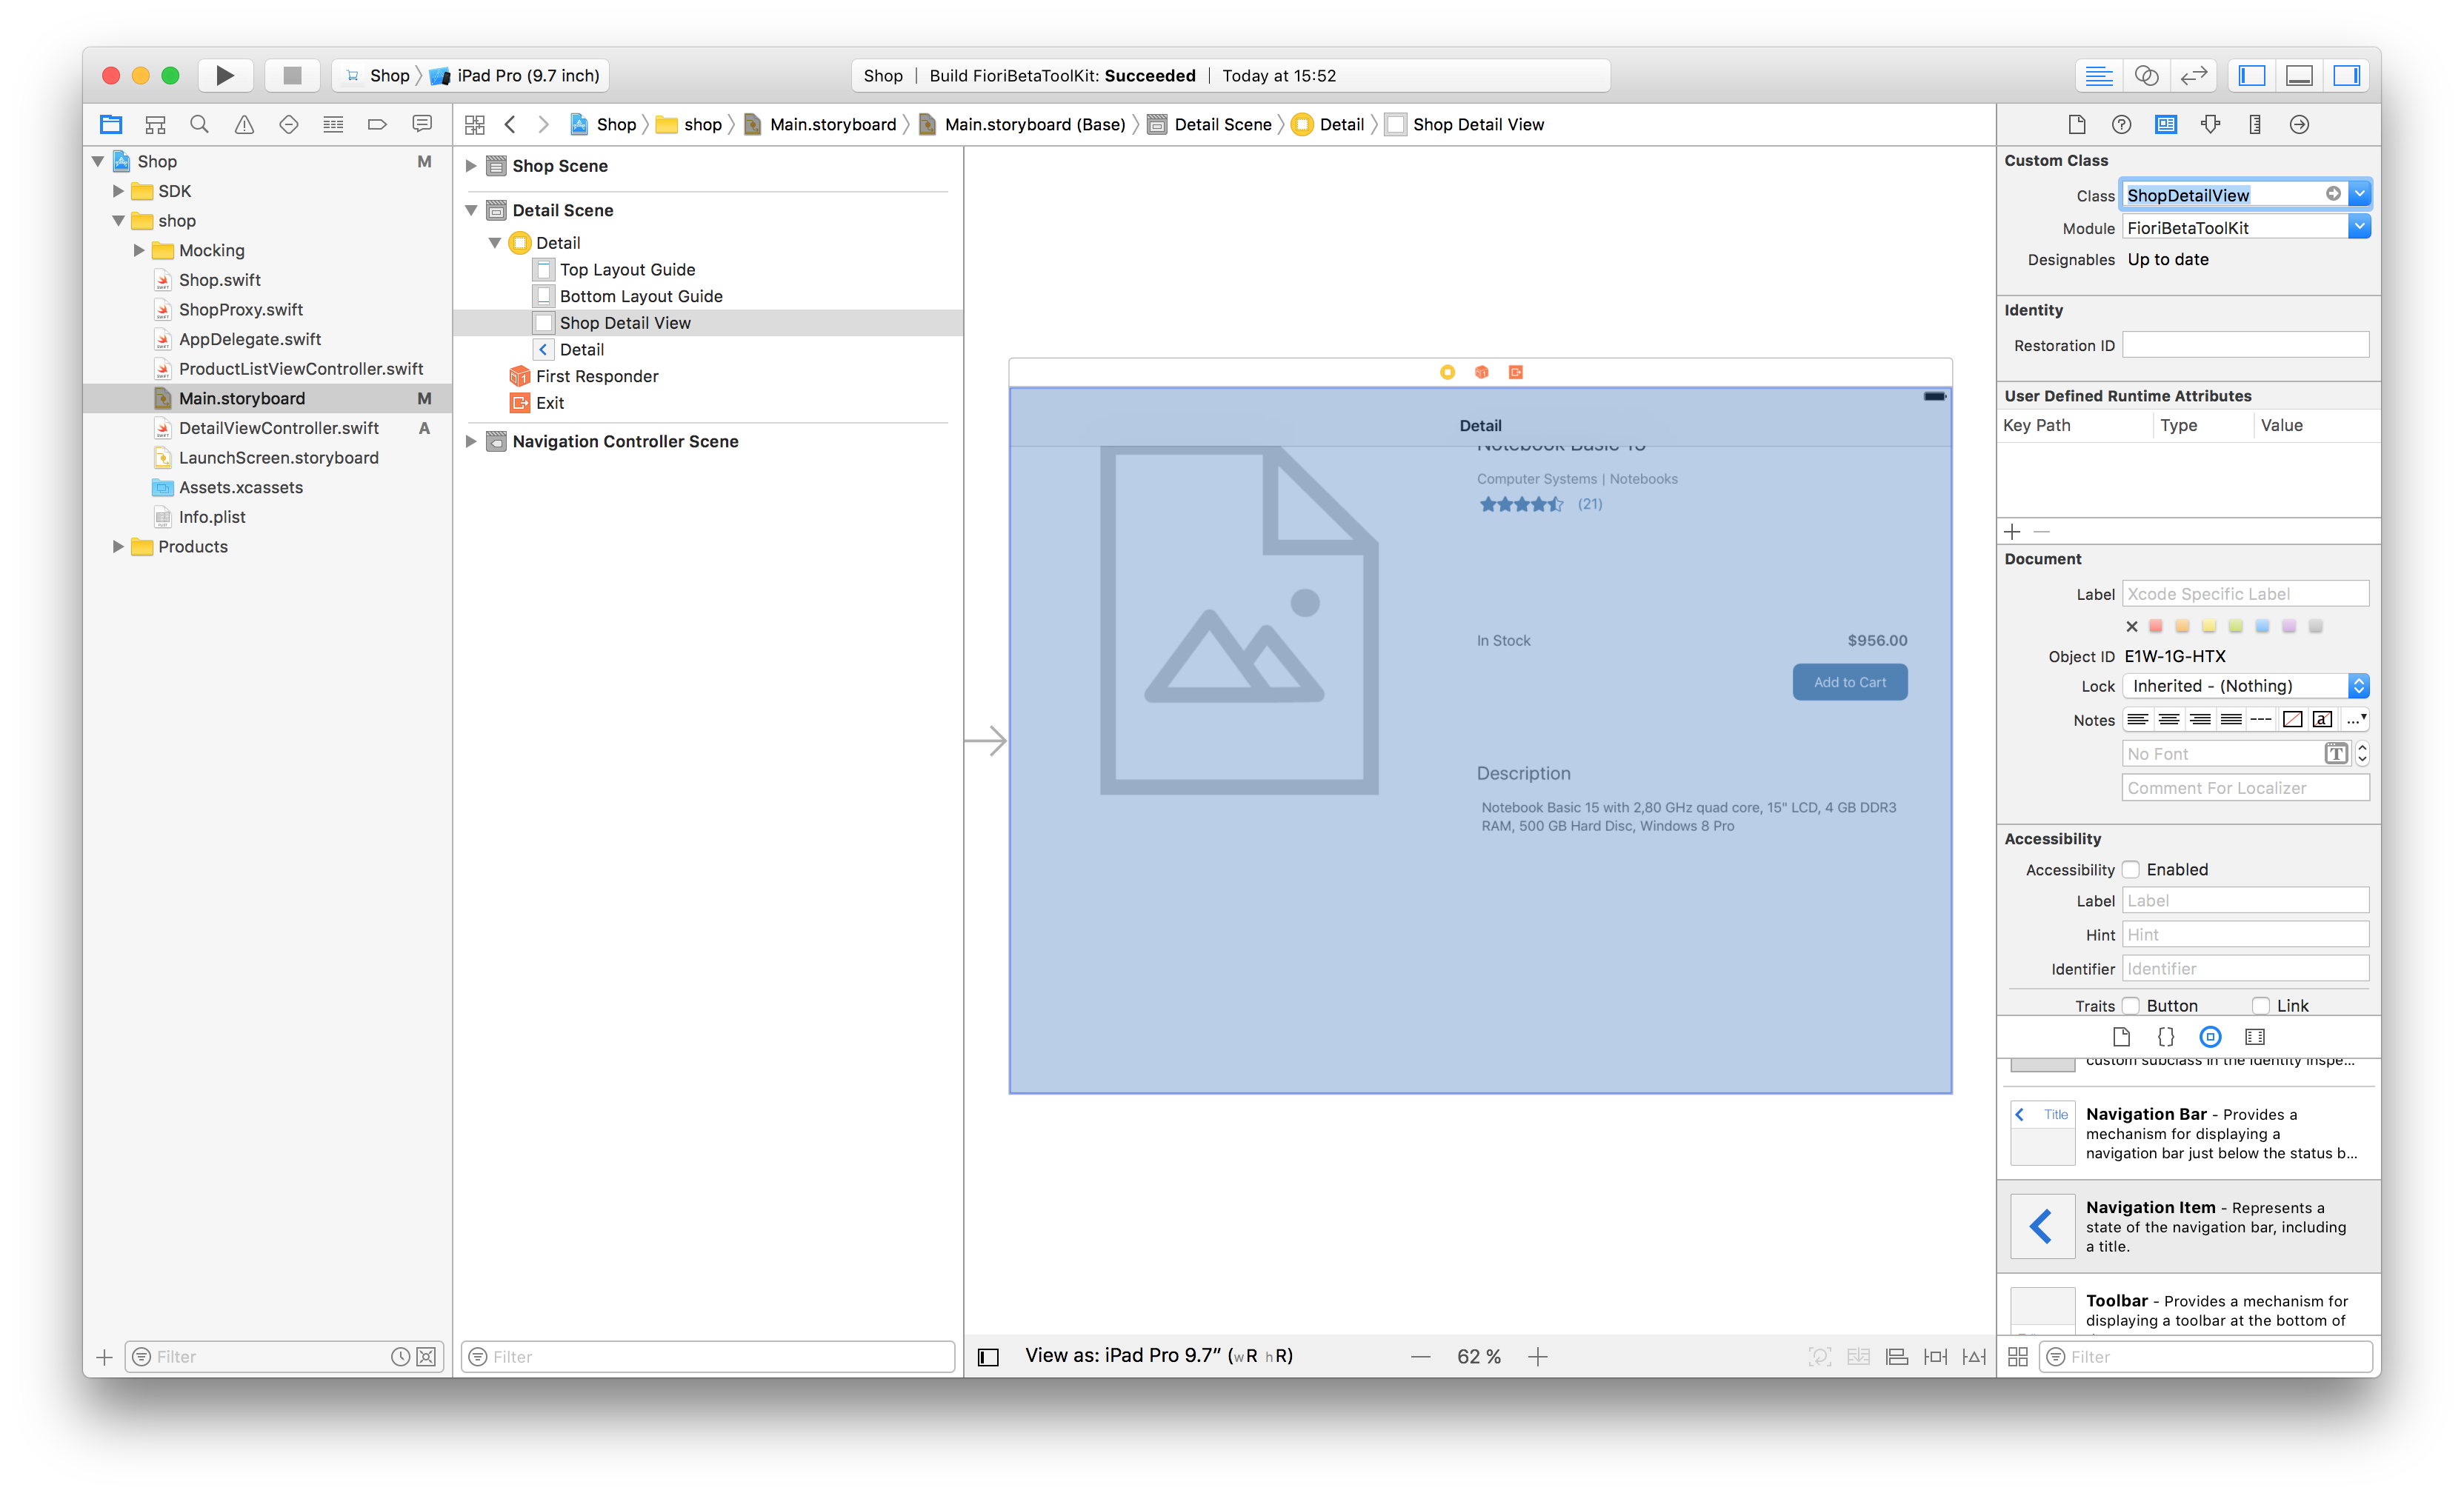 Shop iPad Pro (9.7 inch)
Shop | Build FioriBetaToolKit: Succeeded | Today at 15:52
Shop shop Main.storyboard Main.storyboard (Base) Detail Scene Detail Shop Detail View
Shop M
SDK
shop
Mocking
Shop.swift
ShopProxy.swift
AppDelegate.swift
ProductListViewController.swift
Main.storyboard M
DetailViewController.swift A
LaunchScreen.storyboard
Assets.xcassets
Info.plist
Products
Filter
Shop Scene
Detail Scene
Detail
Top Layout Guide
Bottom Layout Guide
Shop Detail View
Detail
First Responder
Exit
Navigation Controller Scene
Filter
Detail
Notebook Basic 15
Computer Systems | Notebooks
(21)
In Stock
$956.00
Add to Cart
Description
Notebook Basic 15 with 2,80 GHz quad core, 15" LCD, 4 GB DDR3
RAM, 500 GB Hard Disc, Windows 8 Pro
View as: iPad Pro 9.7” (wR hR)
62 %
Custom Class
Class ShopDetailView
Module FioriBetaToolKit
Designables Up to date
Identity
Restoration ID
User Defined Runtime Attributes
Key Path Type Value
Document
Label Xcode Specific Label
Object ID E1W-1G-HTX
Lock Inherited - (Nothing)
Notes
No Font
Comment For Localizer
Accessibility
Accessibility Enabled
Label Label
Hint Hint
Identifier Identifier
Traits Button Link
custom subclass in the identity inspe...
Title
Navigation Bar - Provides a
mechanism for displaying a
navigation bar just below the status b...
Navigation Item - Represents a
state of the navigation bar, including
a title.
Toolbar - Provides a mechanism for
displaying a toolbar at the bottom of
Filter